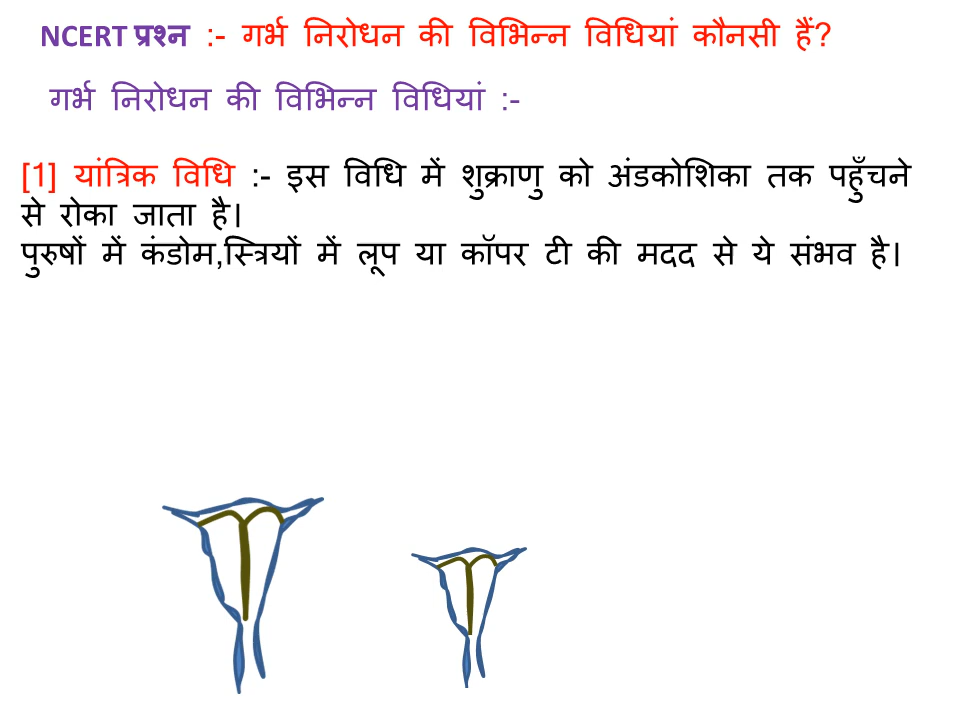 NCERT प्रश्न :- गर्भ निरोधन की विभिन्न विधियां कौनसी हैं?
गर्भ निरोधन की विभिन्न विधियां :-
[1] यांत्रिक विधि :- इस विधि में शुक्राणु को अंडकोशिका तक पहुँचने
से रोका जाता है।
पुरुषों में कंडोम,स्त्रियों में लूप या कॉपर टी की मदद से ये संभव है।